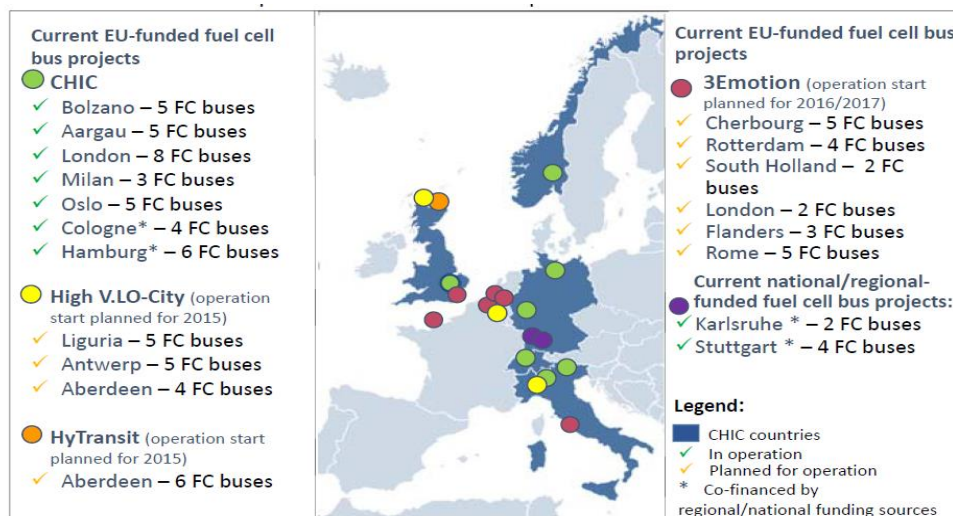 Current EU-funded fuel cell
bus projects
CHIC
✓ Bolzano – 5 FC buses
✓ Aargau – 5 FC buses
✓ London – 8 FC buses
✓ Milan – 3 FC buses
✓ Oslo – 5 FC buses
✓ Cologne* – 4 FC buses
✓ Hamburg* – 6 FC buses
High V.LO-City (operation
start planned for 2015)
✓ Liguria – 5 FC buses
✓ Antwerp – 5 FC buses
✓ Aberdeen – 4 FC buses
HyTransit (operation start
planned for 2015)
✓ Aberdeen – 6 FC buses
Current EU-funded fuel cell bus
projects
3Emotion (operation start
planned for 2016/2017)
✓ Cherbourg – 5 FC buses
✓ Rotterdam – 4 FC buses
✓ South Holland – 2 FC
buses
✓ London – 2 FC buses
✓ Flanders – 3 FC buses
✓ Rome – 5 FC buses
Current national/regional-
funded fuel cell bus projects:
✓ Karlsruhe * – 2 FC buses
✓ Stuttgart * – 4 FC buses
Legend:
CHIC countries
✓ In operation
✓ Planned for operation
* Co-financed by
regional/national funding sources